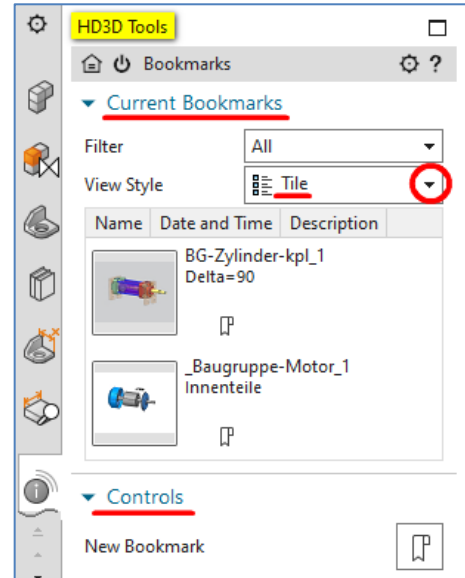 HD3D Tools
Bookmarks
?
Current Bookmarks
Filter All
View Style Tile
Name Date and Time Description
BG-Zylinder-kpl_1
Delta=90
_Baugruppe-Motor_1
Innenteile
Controls
New Bookmark